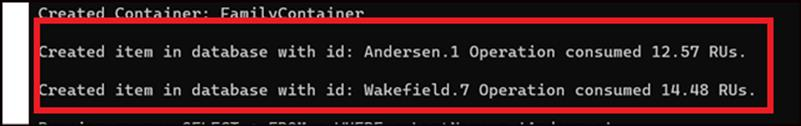 Created Container: FamilyContainer
Created item in database with id: Andersen.1 Operation consumed 12.57 RUs.
Created item in database with id: Wakefield.7 Operation consumed 14.48 RUs.